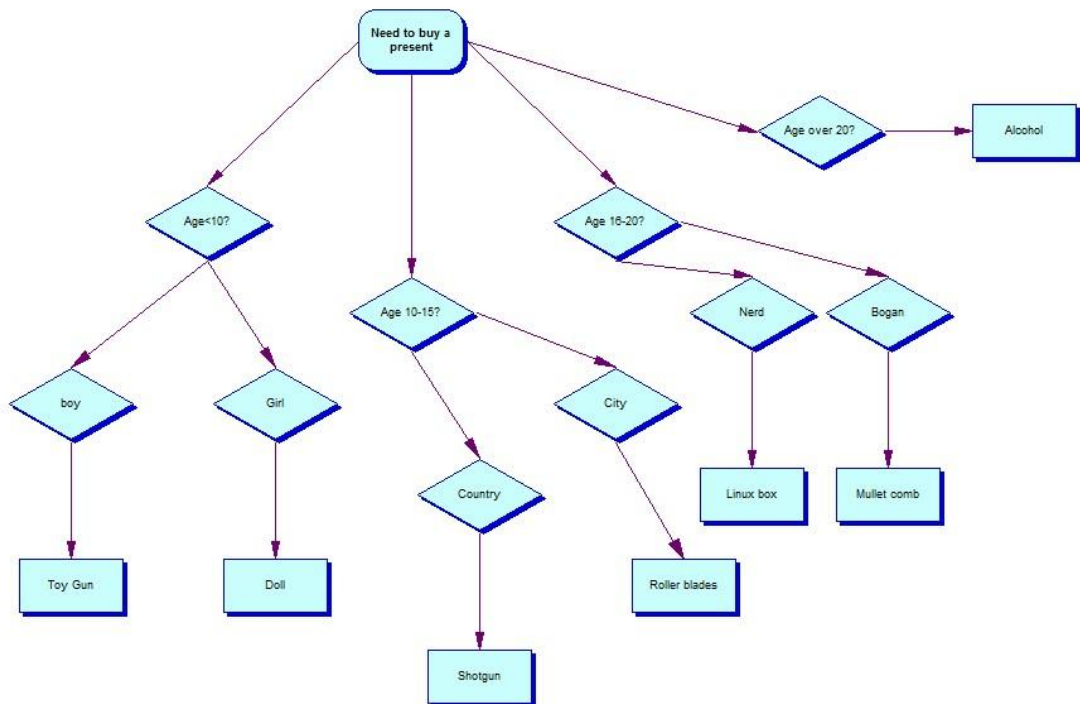 Need to buy a
present
Age over 20?
Alcohol
Age<10?
Age 16-20?
Age 10-15?
Nerd
Bogan
boy
Girl
City
Country
Linux box
Mullet comb
Toy Gun
Doll
Roller blades
Shotgun